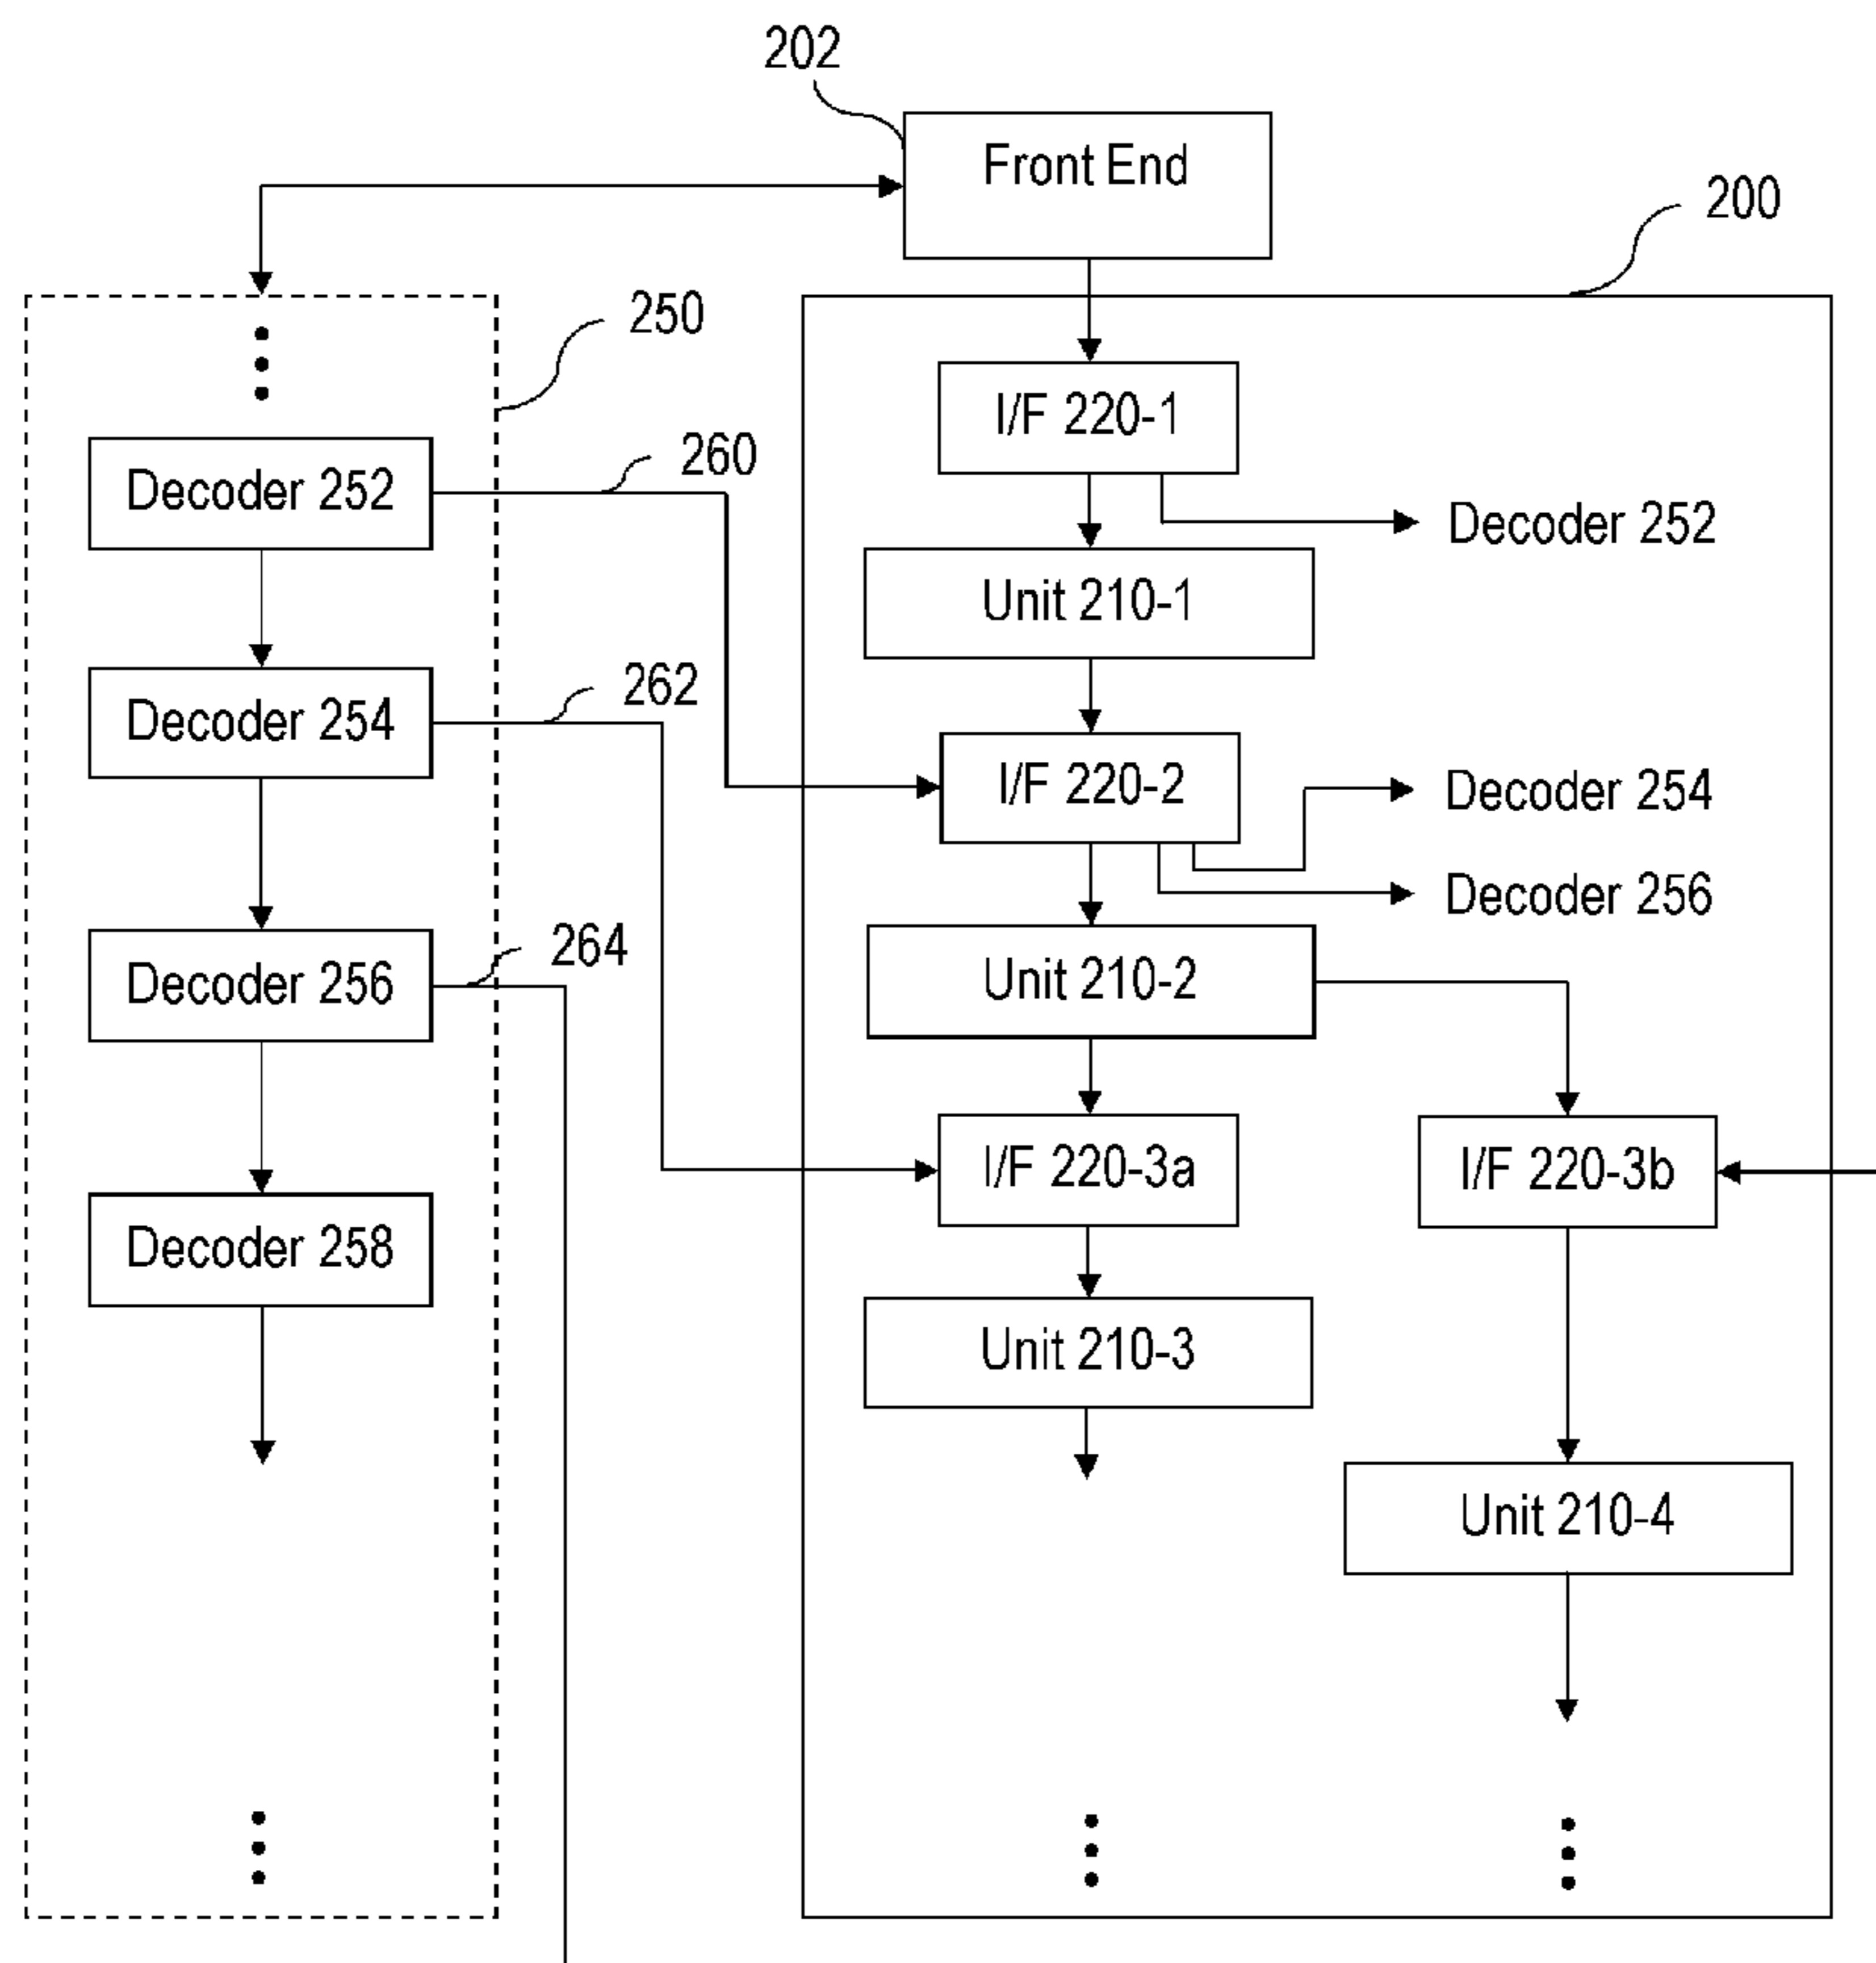 202
Front End
200
250
I/F 220-1
260
Decoder 252
Decoder 252
Unit 210-1
262
Decoder 254
I/F 220-2
Decoder 254
Decoder 256
264
Decoder 256
Unit 210-2
I/F 220-3a
I/F 220-3b
Decoder 258
Unit 210-3
Unit 210-4